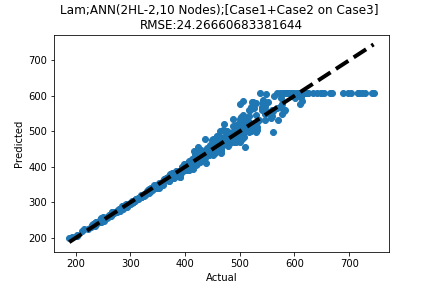 Lam;ANN(2HL-2,10 Nodes);[Case1+Case2 on Case3]
RMSE:24.26660683381644
700
600
500
400
300
200
Predicted
200 300 400 500 600 700
Actual